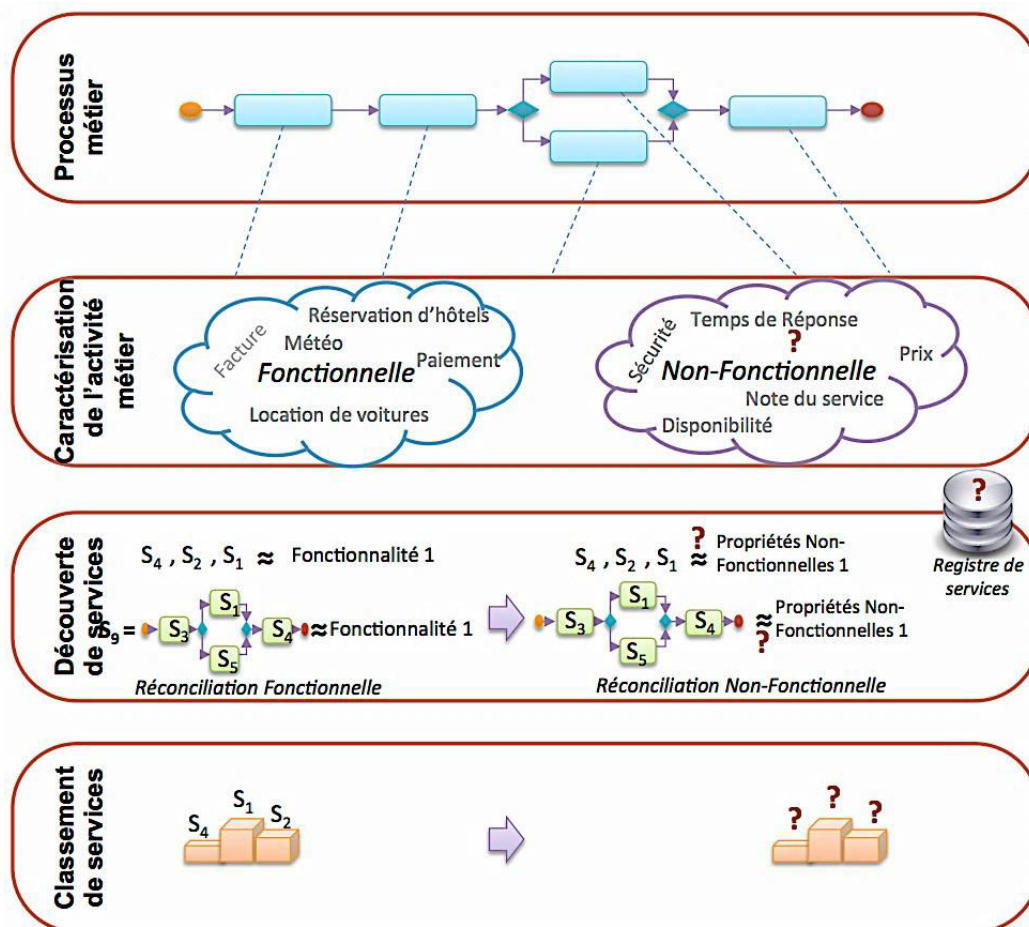 Processus
métier
Caractérisation
de l'activité
métier
Facture
Réservation d'hôtels
Météo
Paiement
Fonctionnelle
Location de voitures
Sécurité
Temps de Réponse
?
Prix
Non-Fonctionnelle
Note du service
Disponibilité
?
Registre de
services
Découverte
de services
S4 , S2 , S1 ≈ Fonctionnalité 1
S9 = S3 S1 S5 S4 ≈ Fonctionnalité 1
Réconciliation Fonctionnelle
S4 , S2 , S1 ? ≈ Propriétés Non-
Fonctionnelles 1
S3 S1 S5 S4 ≈ ? Propriétés Non-
Fonctionnelles 1
Réconciliation Non-Fonctionnelle
Classement
de services
S4 S1 S2
? ? ?